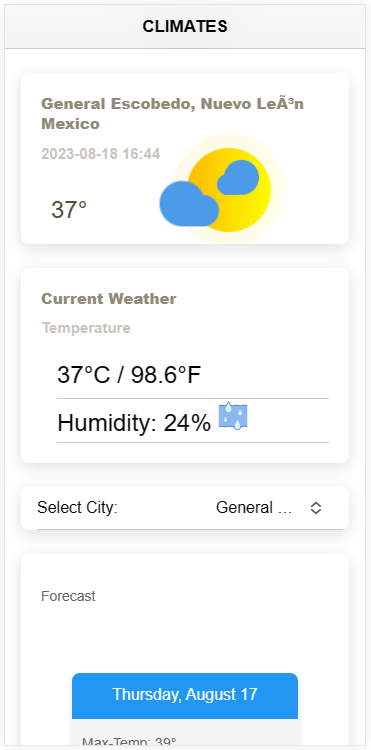 CLIMATES
General Escobedo, Nuevo LeÃ³n
Mexico
2023-08-18 16:44
37°
Current Weather
Temperature
37°C / 98.6°F
Humidity: 24%
Select City: General ...
Forecast
Thursday, August 17
Max-Temp: 39°